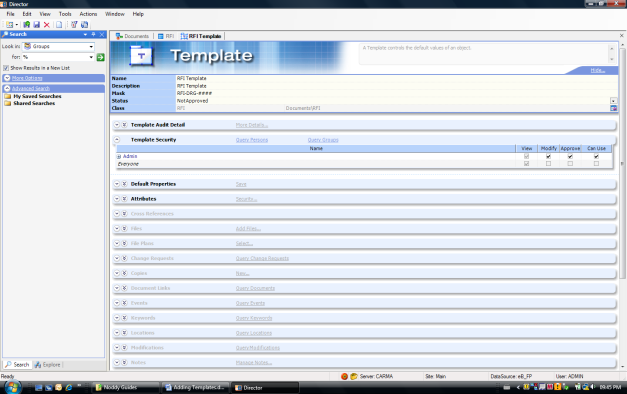 Director
File Edit View Tools Actions Window Help
Search
Look in: Groups
for: %
Show Results in a New List
More Options
Advanced Search
My Saved Searches
Shared Searches
Search Explore
Documents RFI RFI Template
Template
A Template controls the default values of an object.
Hide...
Name RFI Template
Description RFI Template
Mask RFI-DRG-####
Status NotApproved
Class RFI Documents\RFI
Template Audit Detail More Details...
Template Security Query Persons Query Groups
Name View Modify Approve Can Use
Admin
Everyone
Default Properties Save
Attributes Security...
Cross References
Files Add Files...
File Plans Select...
Change Requests Query Change Requests
Copies New...
Document Links Query Documents
Events Query Events
Keywords Query Keywords
Locations Query Locations
Modifications Query Modifications
Notes Manage Notes...
Ready Server: CARMA Site: Main DataSource: eB_FP User: ADMIN
Noddy Guides Adding Templates.d... Director 09:45 PM